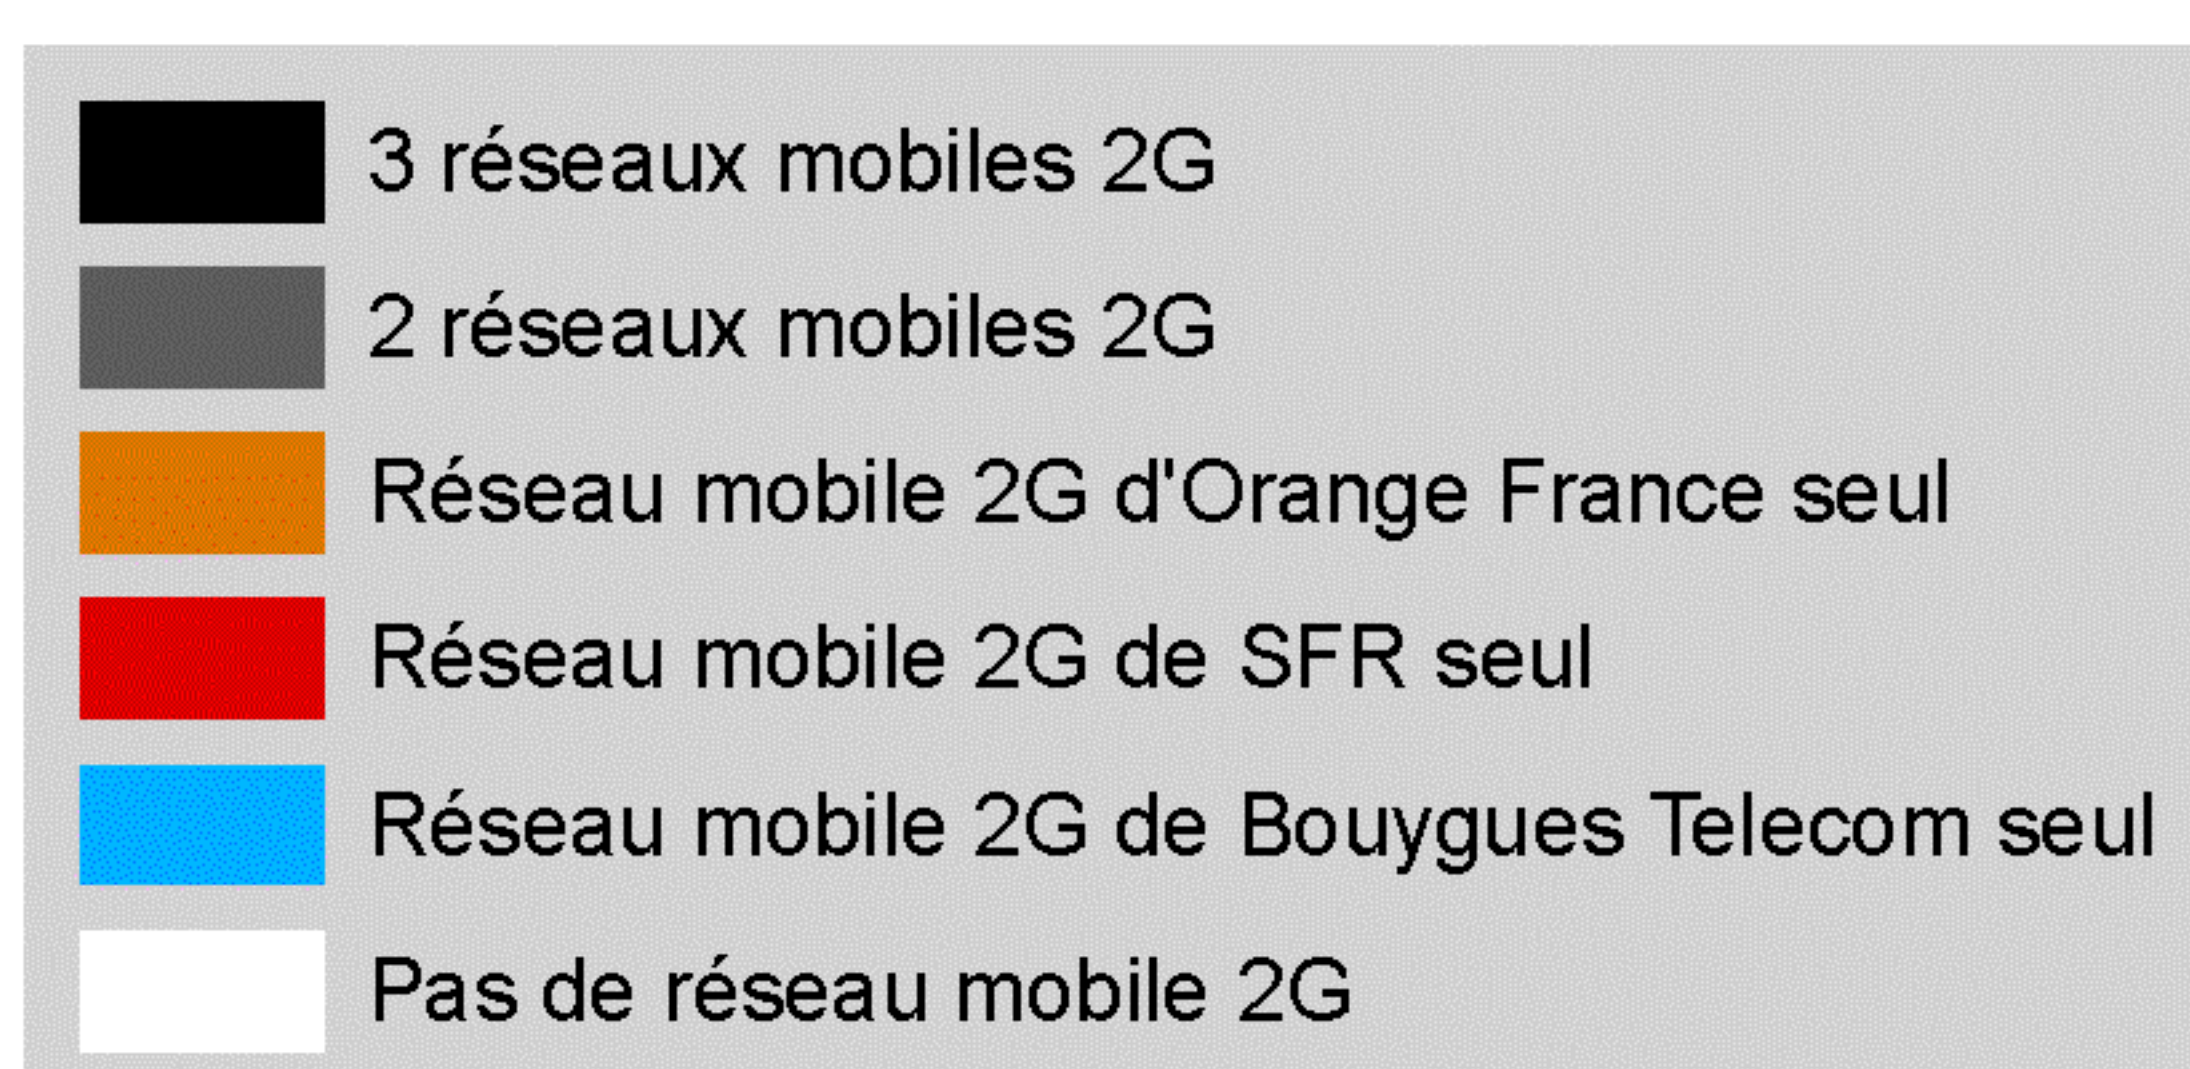 3 réseaux mobiles 2G
2 réseaux mobiles 2G
Réseau mobile 2G d'Orange France seul
Réseau mobile 2G de SFR seul
Réseau mobile 2G de Bouygues Telecom seul
Pas de réseau mobile 2G